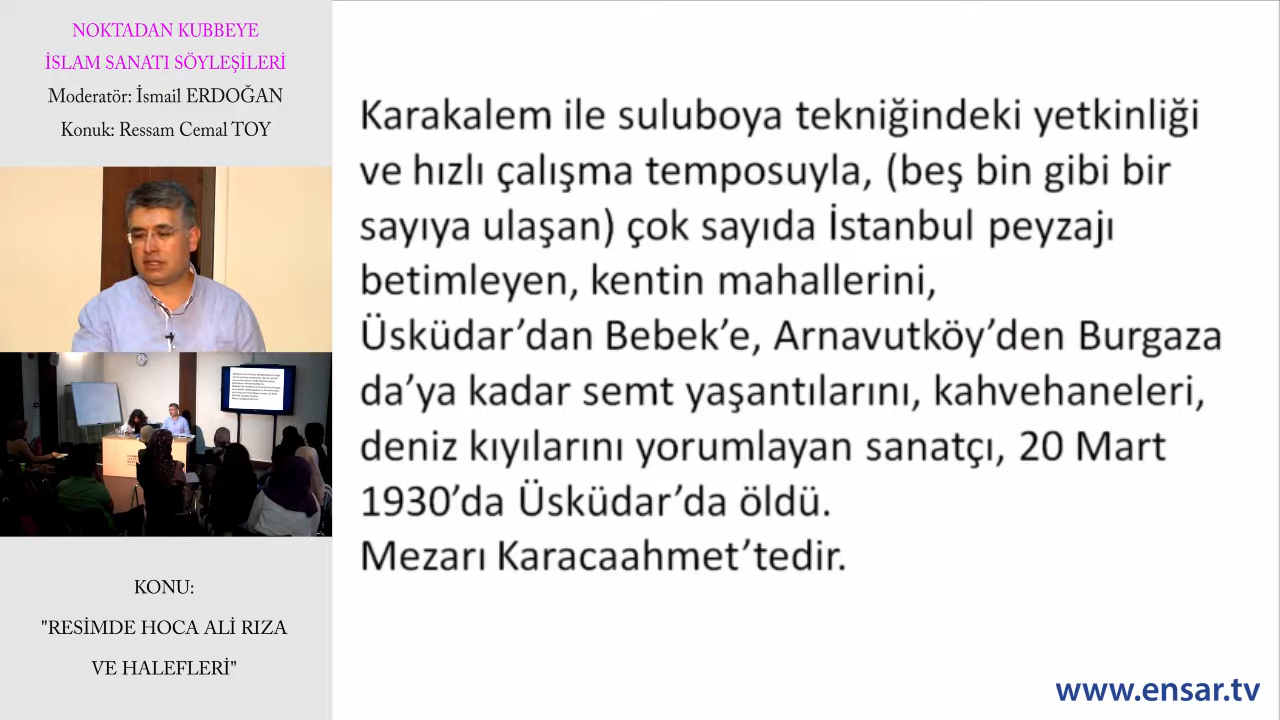 NOKTADAN KUBBEYE
İSLAM SANATI SÖYLEŞİLERİ
Moderatör: İsmail ERDOĞAN
Konuk: Ressam Cemal TOY
KONU:
"RESİMDE HOCA ALİ RIZA
VE HALEFLERİ"
Karakalem ile suluboya tekniğindeki yetkinliği
ve hızlı çalışma temposuyla, (beş bin gibi bir
sayıya ulaşan) çok sayıda İstanbul peyzajı
betimleyen, kentin mahallerini,
Üsküdar’dan Bebek’e, Arnavutköy’den Burgaza
da’ya kadar semt yaşantılarını, kahvehaneleri,
deniz kıyılarını yorumlayan sanatçı, 20 Mart
1930’da Üsküdar’da öldü.
Mezarı Karacaahmet’tedir.
www.ensar.tv